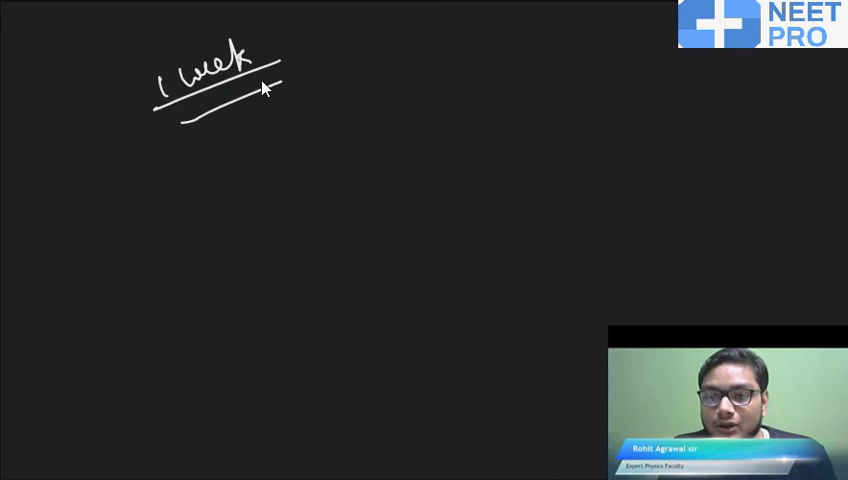 NEET
PRO
1 week
Rohit Agrawal sir
Expert Physics Faculty